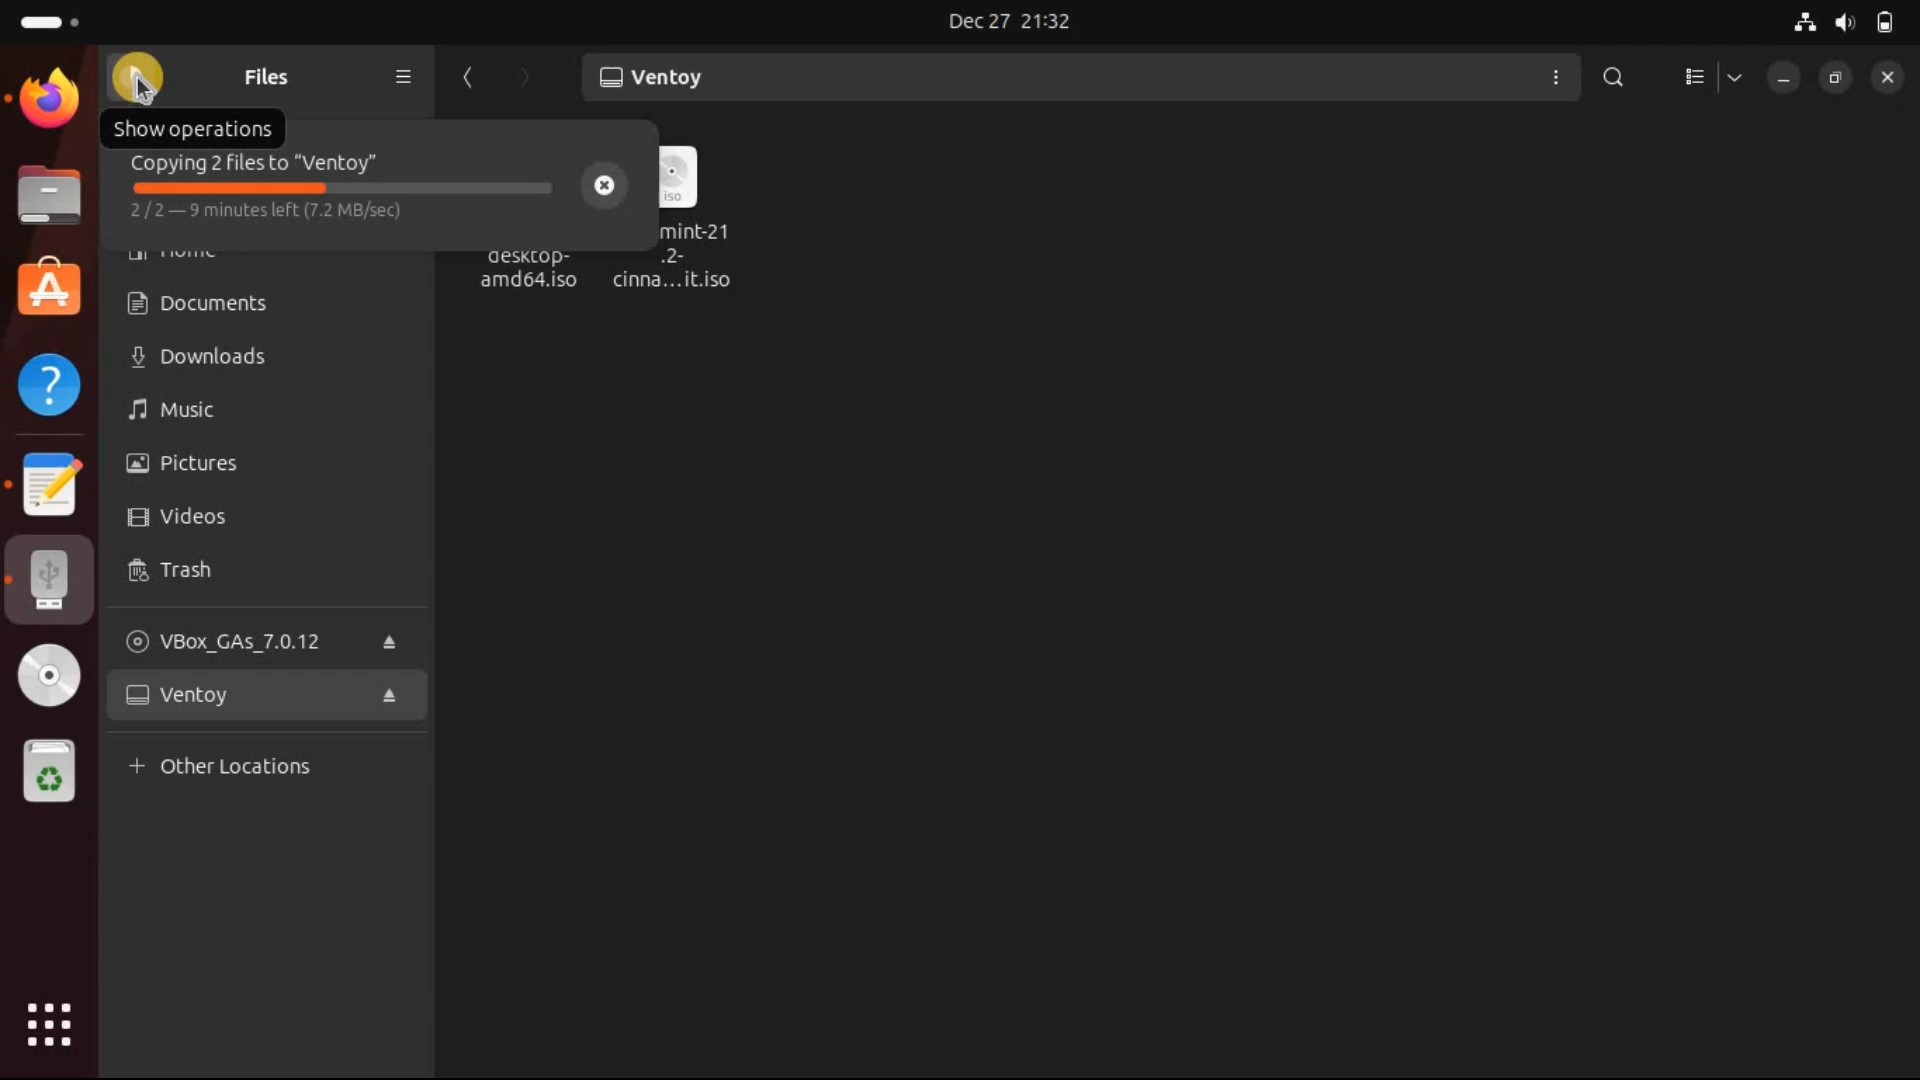 Dec 27 21:32
Files
Ventoy
Show operations
Copying 2 files to “Ventoy”
2 / 2 — 9 minutes left (7.2 MB/sec)
iso
Home
mint-21
desktop-
.2-
amd64.iso
cinna...it.iso
Documents
Downloads
Music
Pictures
Videos
Trash
VBox_GAs_7.0.12
Ventoy
Other Locations